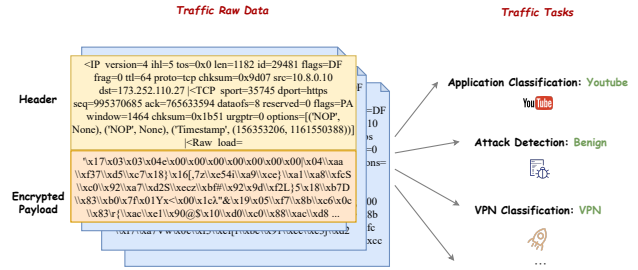 Traffic Raw Data
Traffic Tasks
Header
<IP version=4 ihl=5 tos=0x0 len=1182 id=29481 flags=DF
frag=0 ttl=64 proto=tcp chksum=0x9d07 src=10.8.0.10
dst=173.252.110.27 |<TCP sport=35745 dport=https
seq=995370685 ack=765633594 dataofs=8 reserved=0 flags=PA
window=1464 chksum=0x1b51 urgptr=0 options=[('NOP',
None), ('NOP', None), ('Timestamp', (156353206, 1161550388))]
|<Raw load=
Encrypted
Payload
'\x17\x03\x03\x04e\x00\x00\x00\x00\x00\x00\x00|\x04\\xaa
\\xf37\\xd5\\xc7\x18}\x16[,7z\\xe54i\\xa9\\xce}\\xa1\\xa8\\xfcS
\\xc0\\x92\\xa7\\xd2S\\xecz\\xbf#\\x92\x9d\\xf2L}5\x18\\xb7D
\\x83\\xb0\x7f\x01Yx<\x00\x1cλ"&\x19\x05\\xf7\\x8b\\xc6\x0c
\\x83\r{\\xac\\xe1\\x90@$\x10\\xd0\\xc0\\x88\\xac\\xd8 ...
Application Classification: Youtube
YouTube
Attack Detection: Benign
VPN Classification: VPN
...